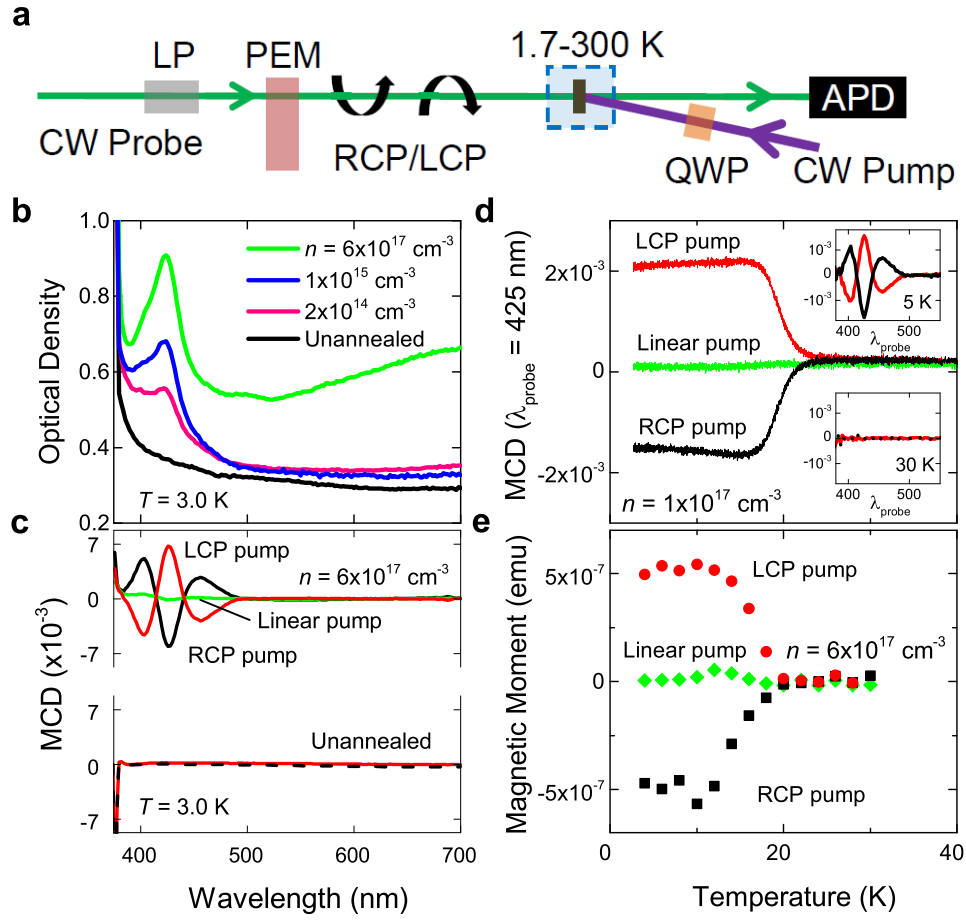 a
LP
PEM
1.7-300 K
APD
CW Probe
RCP/LCP
QWP
CW Pump
b
1.0
0.8
0.6
0.4
0.2
Optical Density
n = 6x10¹⁷ cm⁻³
1x10¹⁵ cm⁻³
2x10¹⁴ cm⁻³
Unannealed
T = 3.0 K
c
7
0
-7
7
0
-7
MCD (x10⁻³)
LCP pump
n = 6x10¹⁷ cm⁻³
Linear pump
RCP pump
Unannealed
T = 3.0 K
400
500
600
700
Wavelength (nm)
d
2x10⁻³
0
-2x10⁻³
MCD (λprobe = 425 nm)
LCP pump
Linear pump
RCP pump
n = 1x10¹⁷ cm⁻³
10⁻³
0
-10⁻³
5 K
400
500
λprobe
10⁻³
0
-10⁻³
30 K
400
500
λprobe
e
5x10⁻⁷
0
-5x10⁻⁷
Magnetic Moment (emu)
LCP pump
Linear pump
n = 6x10¹⁷ cm⁻³
RCP pump
0
20
40
Temperature (K)